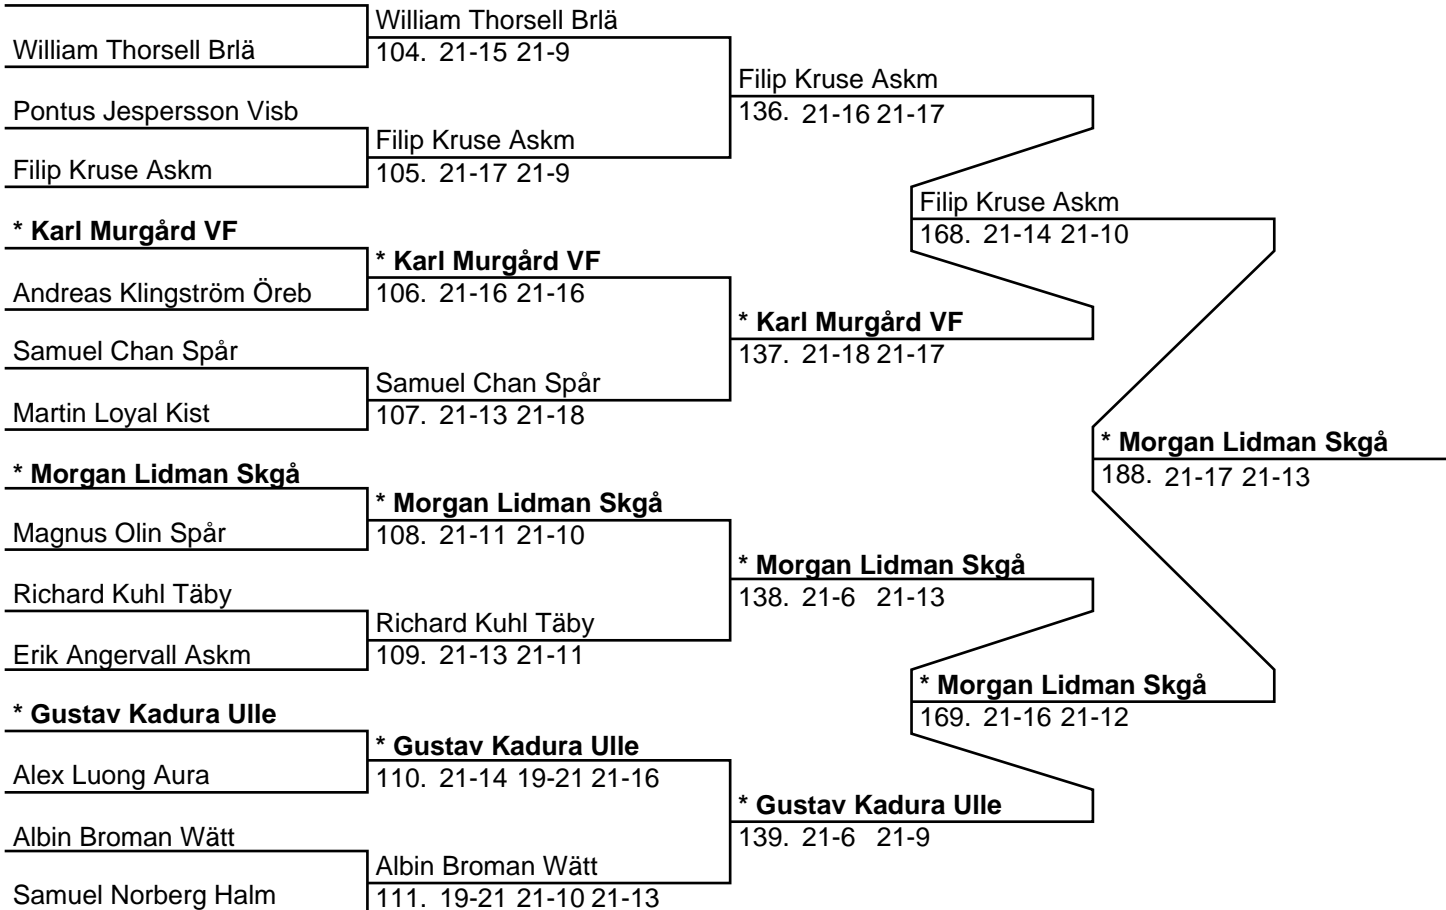 William Thorsell Brlä
William Thorsell Brlä
104. 21-15 21-9
Filip Kruse Askm
136. 21-16 21-17
Pontus Jespersson Visb
Filip Kruse Askm
Filip Kruse Askm
105. 21-17 21-9
Filip Kruse Askm
168. 21-14 21-10
* Karl Murgård VF
* Karl Murgård VF
Andreas Klingström Öreb
106. 21-16 21-16
* Karl Murgård VF
137. 21-18 21-17
Samuel Chan Spår
Samuel Chan Spår
Martin Loyal Kist
107. 21-13 21-18
* Morgan Lidman Skgå
188. 21-17 21-13
* Morgan Lidman Skgå
* Morgan Lidman Skgå
Magnus Olin Spår
108. 21-11 21-10
* Morgan Lidman Skgå
138. 21-6 21-13
Richard Kuhl Täby
Richard Kuhl Täby
Erik Angervall Askm
109. 21-13 21-11
* Morgan Lidman Skgå
169. 21-16 21-12
* Gustav Kadura Ulle
* Gustav Kadura Ulle
Alex Luong Aura
110. 21-14 19-21 21-16
* Gustav Kadura Ulle
139. 21-6 21-9
Albin Broman Wätt
Albin Broman Wätt
Samuel Norberg Halm
111. 19-21 21-10 21-13